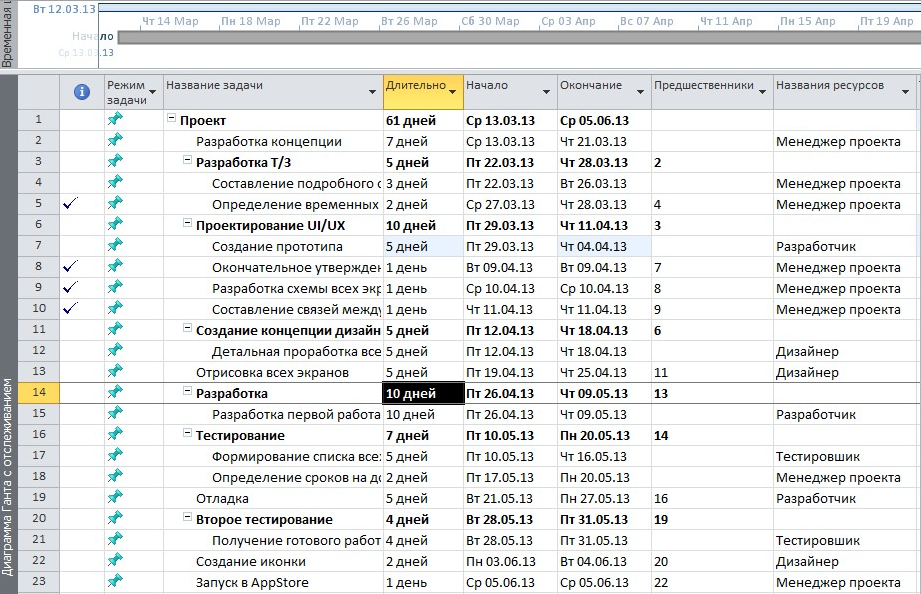 Вт 12.03.13
Чт 14 Мар Пн 18 Мар Пт 22 Мар Вт 26 Мар Сб 30 Мар Ср 03 Апр Вс 07 Апр Чт 11 Апр Пн 15 Апр Пт 19 Апр
Начало
Ср 13.03.13
Временная
Режим задачи Название задачи Длительно Начало Окончание Предшественники Названия ресурсов
1 Проект 61 дней Ср 13.03.13 Ср 05.06.13
2 Разработка концепции 7 дней Ср 13.03.13 Чт 21.03.13 Менеджер проекта
3 Разработка Т/З 5 дней Пт 22.03.13 Чт 28.03.13 2
4 Составление подробного 3 дней Пт 22.03.13 Вт 26.03.13 Менеджер проекта
5 Определение временных 2 дней Ср 27.03.13 Чт 28.03.13 4 Менеджер проекта
6 Проектирование UI/UX 10 дней Пт 29.03.13 Чт 11.04.13 3
7 Создание прототипа 5 дней Пт 29.03.13 Чт 04.04.13 Разработчик
8 Окончательное утвержден 1 день Вт 09.04.13 Вт 09.04.13 7 Менеджер проекта
9 Разработка схемы всех экр 1 день Ср 10.04.13 Ср 10.04.13 8 Менеджер проекта
10 Составление связей между 1 день Чт 11.04.13 Чт 11.04.13 9 Менеджер проекта
11 Создание концепции дизайн 5 дней Пт 12.04.13 Чт 18.04.13 6
12 Детальная проработка все 5 дней Пт 12.04.13 Чт 18.04.13 Дизайнер
13 Отрисовка всех экранов 5 дней Пт 19.04.13 Чт 25.04.13 11 Дизайнер
14 Разработка 10 дней Пт 26.04.13 Чт 09.05.13 13
15 Разработка первой работа 10 дней Пт 26.04.13 Чт 09.05.13 Разработчик
16 Тестирование 7 дней Пт 10.05.13 Пн 20.05.13 14
17 Формирование списка все 5 дней Пт 10.05.13 Чт 16.05.13 Тестировшик
18 Определение сроков на до 2 дней Пт 17.05.13 Пн 20.05.13 Менеджер проекта
19 Отладка 5 дней Вт 21.05.13 Пн 27.05.13 16 Разработчик
20 Второе тестирование 4 дней Вт 28.05.13 Пт 31.05.13 19
21 Получение готового работ 4 дней Вт 28.05.13 Пт 31.05.13 Тестировшик
22 Создание иконки 2 дней Пн 03.06.13 Вт 04.06.13 20 Дизайнер
23 Запуск в AppStore 1 день Ср 05.06.13 Ср 05.06.13 22 Менеджер проекта
Диаграмма Ганта с отслеживанием